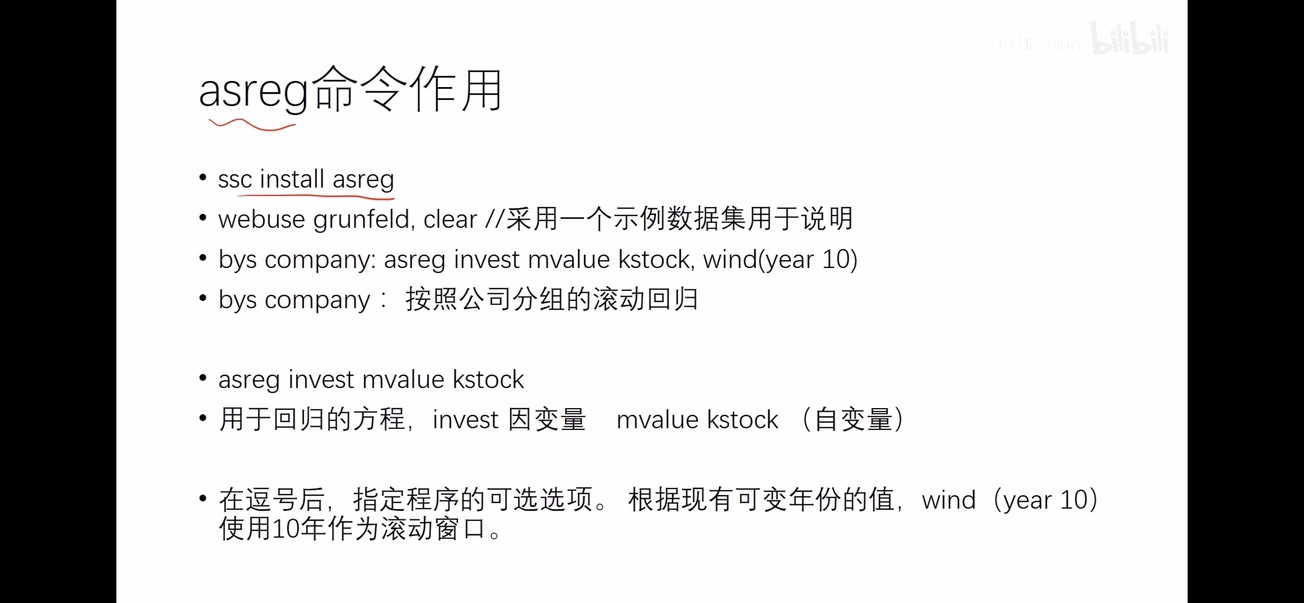 bilibili
asreg命令作用
• ssc install asreg
• webuse grunfeld, clear //采用一个示例数据集用于说明
• bys company: asreg invest mvalue kstock, wind(year 10)
• bys company： 按照公司分组的滚动回归
• asreg invest mvalue kstock
• 用于回归的方程，invest 因变量 mvalue kstock （自变量）
• 在逗号后，指定程序的可选选项。 根据现有可变年份的值，wind（year 10）
使用10年作为滚动窗口。